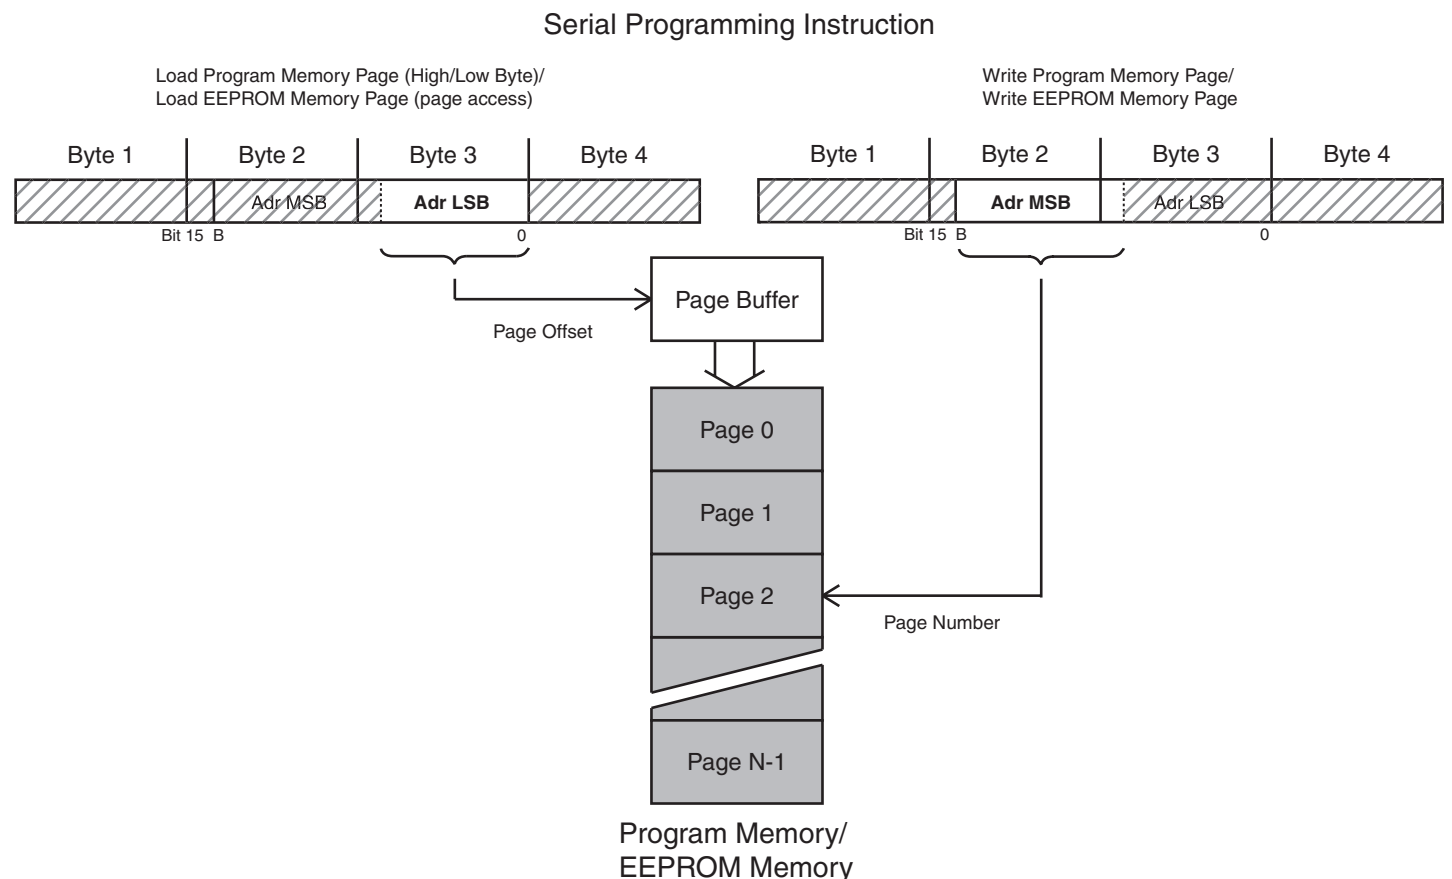 Serial Programming Instruction
Load Program Memory Page (High/Low Byte)/
Load EEPROM Memory Page (page access)
Write Program Memory Page/
Write EEPROM Memory Page
Byte 1 Byte 2 Byte 3 Byte 4
Adr MSB Adr LSB
Bit 15 B 0
Byte 1 Byte 2 Byte 3 Byte 4
Adr MSB Adr LSB
Bit 15 B 0
Page Buffer
Page Offset
Page 0
Page 1
Page 2
Page Number
Page N-1
Program Memory/
EEPROM Memory